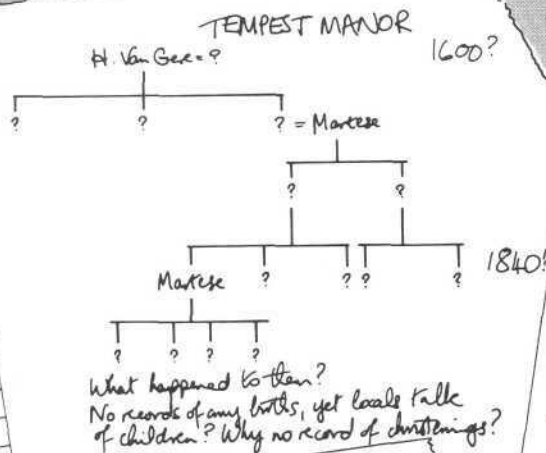 TEMPEST MANOR
1600?
H. Van Gere = ?
? ? ? = Martese
? ?
Martese ? ? ? ? 1840?
? ? ? ?
What happened to them?
No records of any births, yet locals talk
of children? Why no record of christenings?